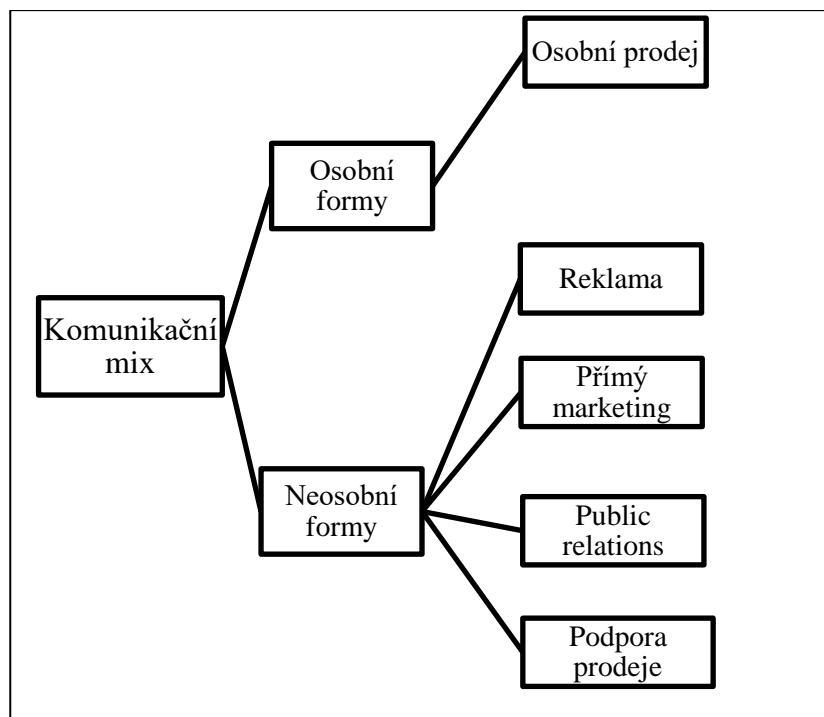 Osobní prodej
Osobní
formy
Reklama
Komunikační
mix
Přímý
marketing
Neosobní
formy
Public
relations
Podpora
prodeje